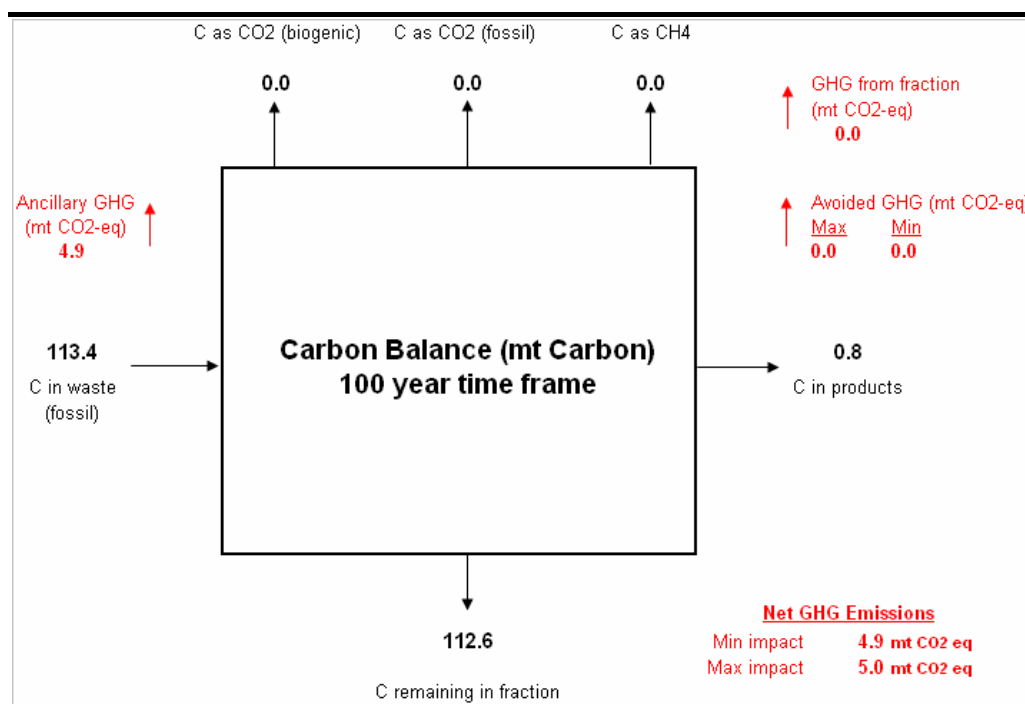 C as CO2 (biogenic) C as CO2 (fossil) C as CH4
0.0 0.0 0.0
GHG from fraction
(mt CO2-eq)
0.0
Ancillary GHG
(mt CO2-eq)
4.9
Avoided GHG (mt CO2-eq)
Max Min
0.0 0.0
113.4
C in waste
(fossil)
Carbon Balance (mt Carbon)
100 year time frame
0.8
C in products
112.6
C remaining in fraction
Net GHG Emissions
Min impact 4.9 mt CO2 eq
Max impact 5.0 mt CO2 eq